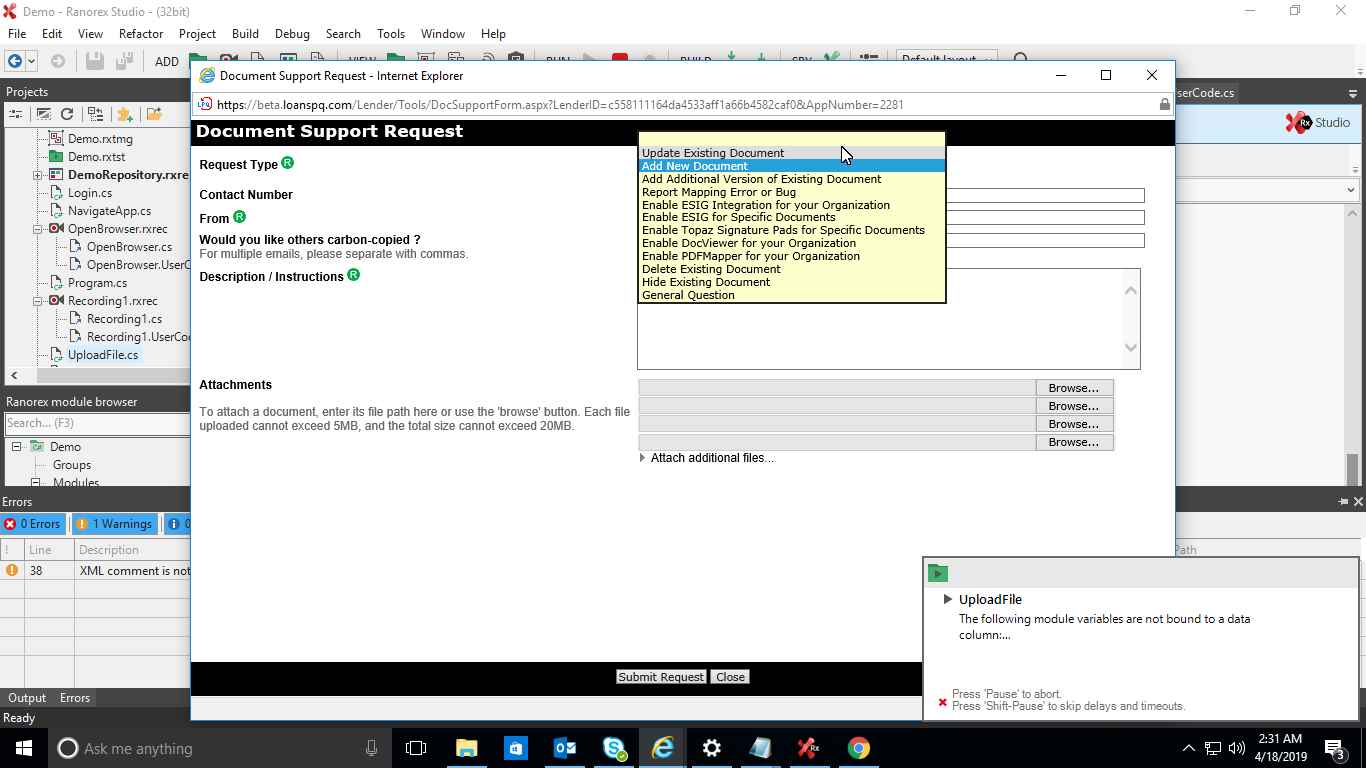 Demo - Ranorex Studio - (32bit)
File Edit View Refactor Project Build Debug Search Tools Window Help
ADD VIEW RUN BUILD SPY Default layout
Projects
Demo.rxtmg
Demo.rxtst
DemoRepository.rxre
Login.cs
NavigateApp.cs
OpenBrowser.rxrec
OpenBrowser.cs
OpenBrowser.UserC
Program.cs
Recording1.rxrec
Recording1.cs
Recording1.UserCo
UploadFile.cs
Ranorex module browser
Search... (F3)
Demo
Groups
Modules
Errors
0 Errors 1 Warnings 0
! Line Description
38 XML comment is not
Output Errors
Ready
serCode.cs
Rx Studio
Path
Document Support Request - Internet Explorer
https://beta.loanspq.com/Lender/Tools/DocSupportForm.aspx?LenderID=c558111164da4533aff1a66b4582caf0&AppNumber=2281
Document Support Request
Request Type R
Contact Number
From R
Would you like others carbon-copied ?
For multiple emails, please separate with commas.
Description / Instructions R
Update Existing Document
Add New Document
Add Additional Version of Existing Document
Report Mapping Error or Bug
Enable ESIG Integration for your Organization
Enable ESIG for Specific Documents
Enable Topaz Signature Pads for Specific Documents
Enable DocViewer for your Organization
Enable PDFMapper for your Organization
Delete Existing Document
Hide Existing Document
General Question
Attachments
To attach a document, enter its file path here or use the 'browse' button. Each file
uploaded cannot exceed 5MB, and the total size cannot exceed 20MB.
Browse...
Browse...
Browse...
Browse...
Attach additional files...
Submit Request Close
UploadFile
The following module variables are not bound to a data
column:...
Press 'Pause' to abort.
Press 'Shift-Pause' to skip delays and timeouts.
Ask me anything
2:31 AM
4/18/2019
3